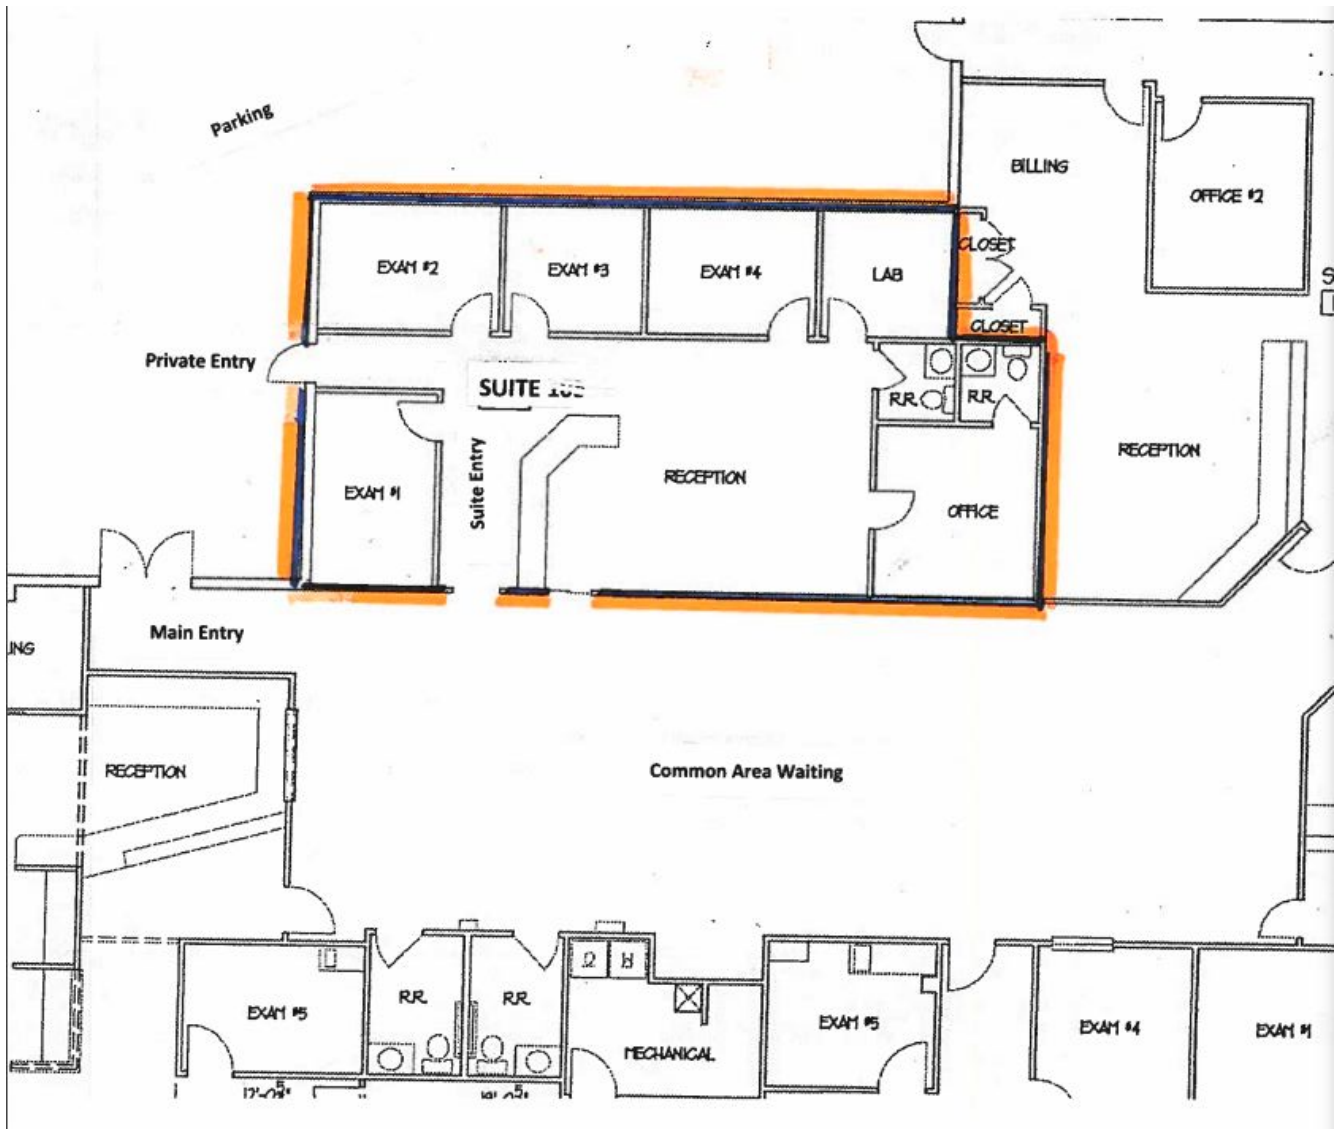 Parking
BILLING
OFFICE #2
CLOSET
EXAM #2
EXAM #3
EXAM #4
LAB
CLOSET
Private Entry
SUITE
R.R.
R.R.
Suite Entry
EXAM #1
RECEPTION
OFFICE
RECEPTION
Main Entry
RECEPTION
Common Area Waiting
EXAM #5
R.R.
R.R.
MECHANICAL
EXAM #5
EXAM #4
EXAM #1